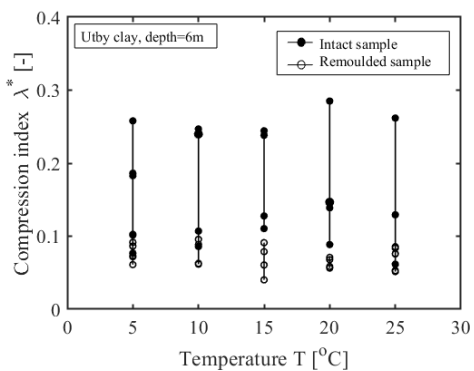 0.4
Utby clay, depth=6m
Intact sample
Remoulded sample
0.3
0.2
0.1
0
0
5
10
15
20
25
30
Compression index λ* [-]
Temperature T [°C]